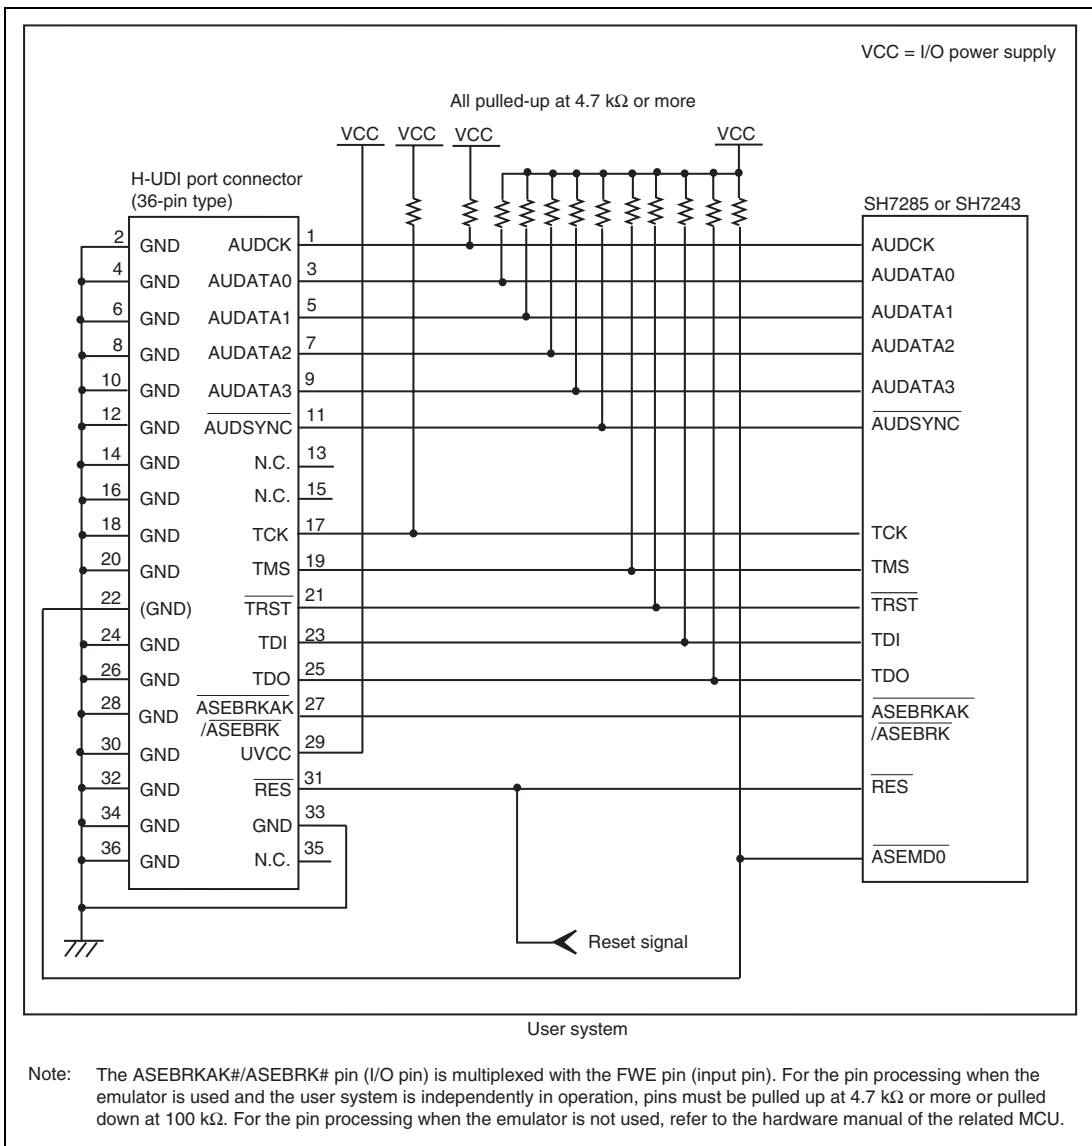 VCC = I/O power supply
All pulled-up at 4.7 kΩ or more
VCC VCC VCC VCC
H-UDI port connector
(36-pin type)
SH7285 or SH7243
2 GND AUDCK 1 AUDCK
4 GND AUDATA0 3 AUDATA0
6 GND AUDATA1 5 AUDATA1
8 GND AUDATA2 7 AUDATA2
10 GND AUDATA3 9 AUDATA3
12 GND AUDSYNC 11 AUDSYNC
14 GND N.C. 13
16 GND N.C. 15
18 GND TCK 17 TCK
20 GND TMS 19 TMS
22 (GND) TRST 21 TRST
24 GND TDI 23 TDI
26 GND TDO 25 TDO
28 GND ASEBRKAK 27 ASEBRKAK
/ASEBRK /ASEBRK
30 GND UVCC 29
32 GND RES 31 RES
34 GND GND 33
36 GND N.C. 35 ASEMD0
Reset signal
User system
Note: The ASEBRKAK#/ASEBRK# pin (I/O pin) is multiplexed with the FWE pin (input pin). For the pin processing when the
emulator is used and the user system is independently in operation, pins must be pulled up at 4.7 kΩ or more or pulled
down at 100 kΩ. For the pin processing when the emulator is not used, refer to the hardware manual of the related MCU.